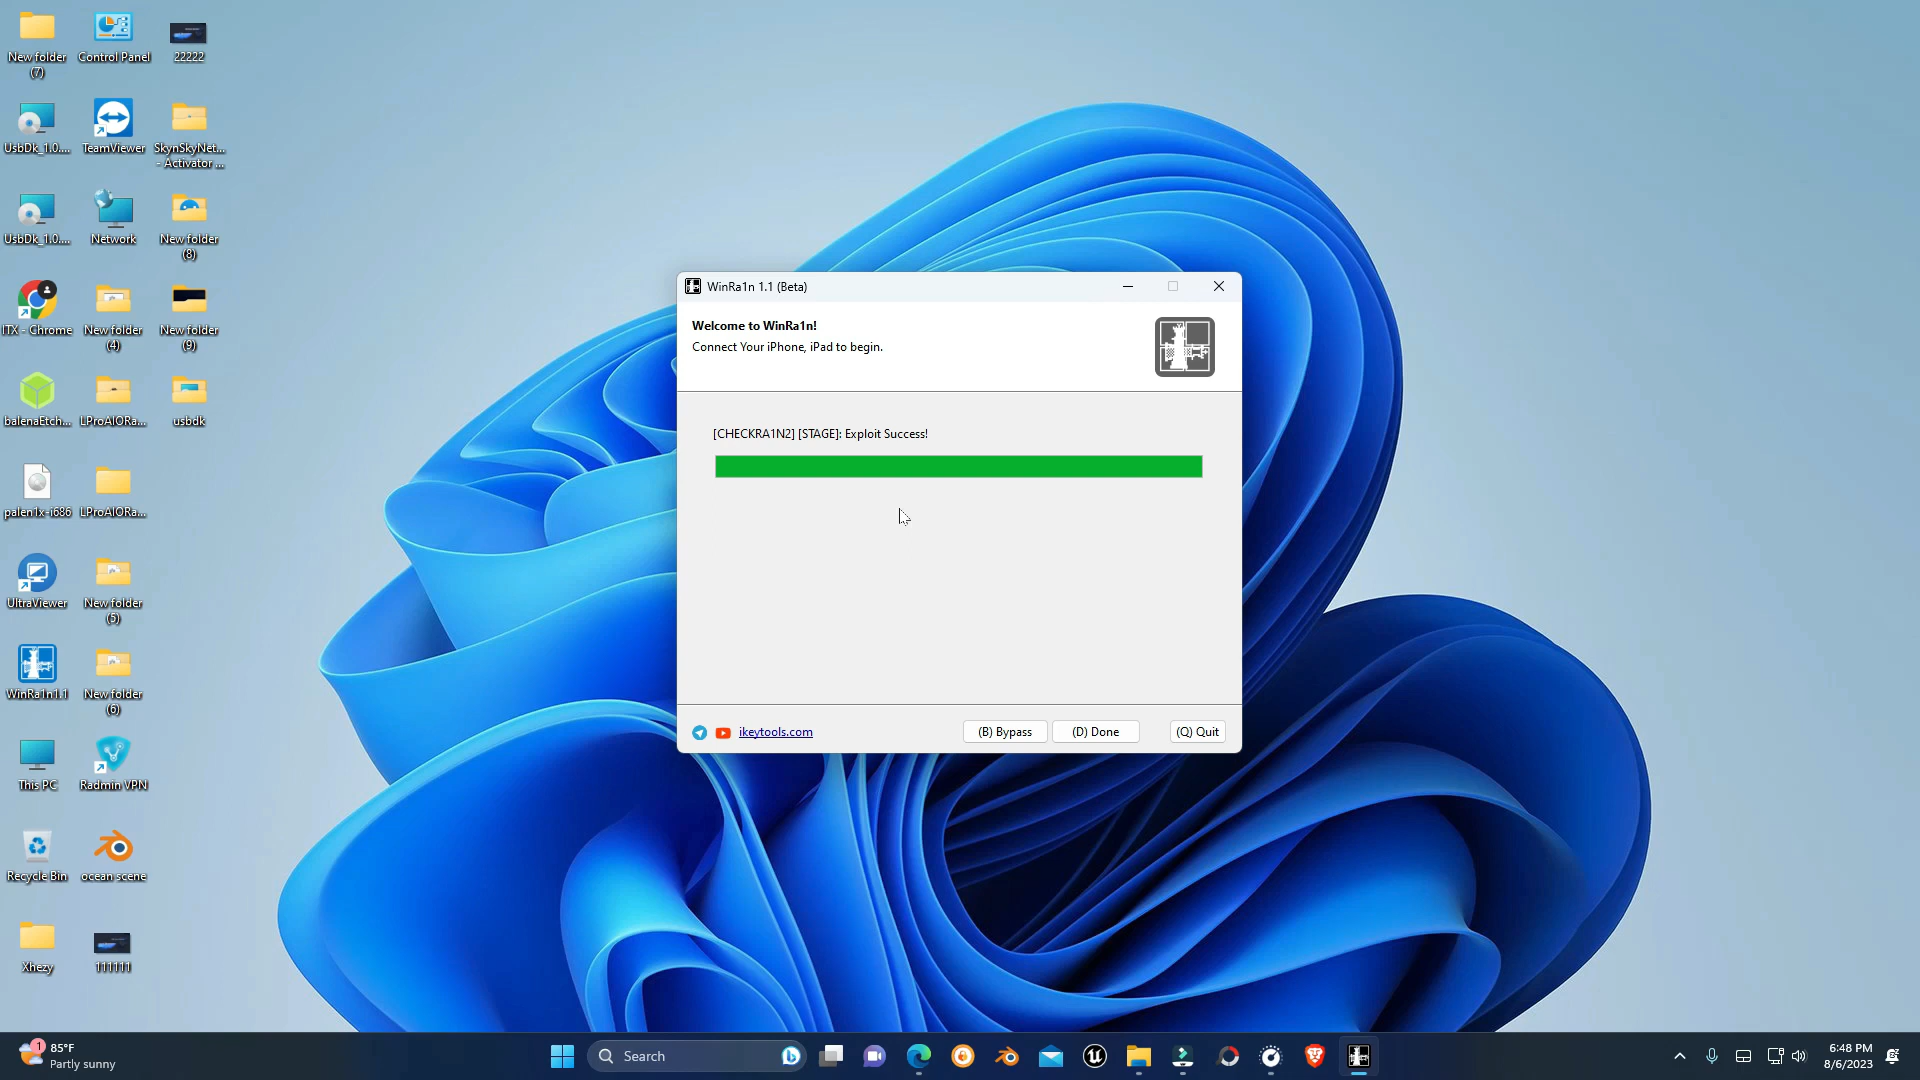 New folder
(7)
Control Panel
22222
UsbDk_1.0....
TeamViewer
SkynSkyNet...
- Activator ...
UsbDk_1.0....
Network
New folder
(8)
ITX - Chrome
New folder
(4)
New folder
(9)
balenaEtch...
LProAIORa...
usbdk
palen1x-i686
LProAIORa...
UltraViewer
New folder
(5)
WinRa1n1.1
New folder
(6)
This PC
Radmin VPN
Recycle Bin
ocean scene
Xhezy
111111
WinRa1n 1.1 (Beta)
Welcome to WinRa1n!
Connect Your iPhone, iPad to begin.
[CHECKRA1N2] [STAGE]: Exploit Success!
ikeytools.com
(B) Bypass
(D) Done
(Q) Quit
1
85°F
Partly sunny
Search
6:48 PM
8/6/2023